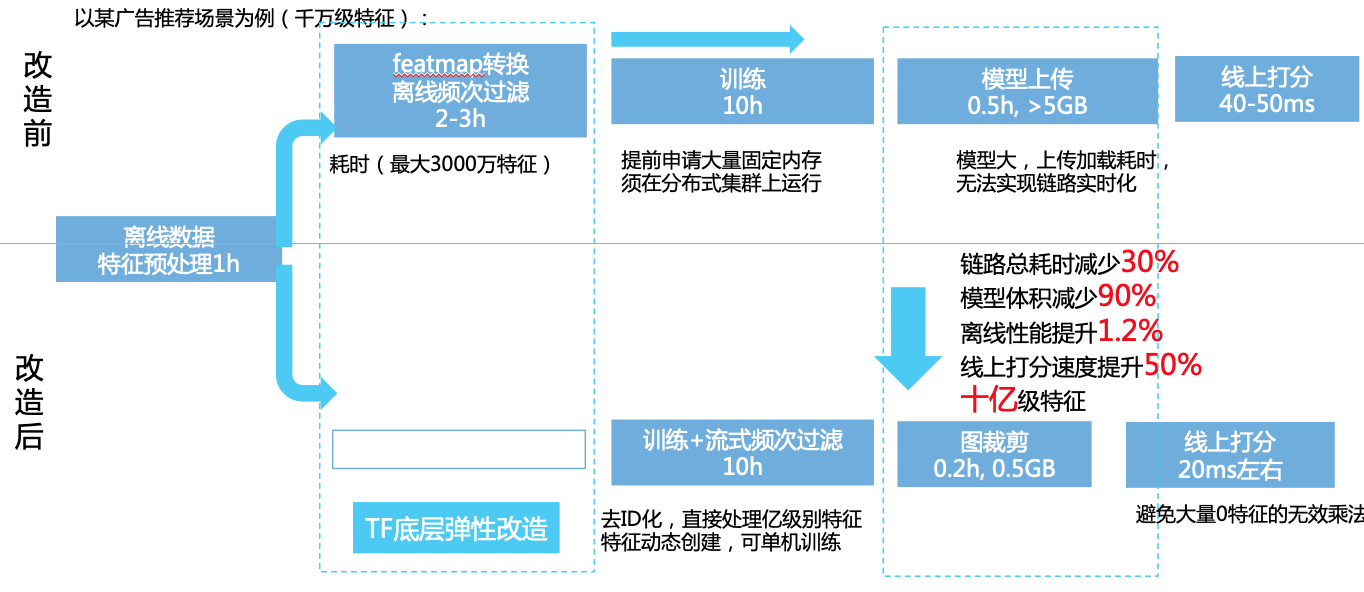 以某广告推荐场景为例（千万级特征）：
改造前
featmap转换
离线频次过滤
2-3h
训练
10h
模型上传
0.5h, >5GB
线上打分
40-50ms
耗时（最大3000万特征）
提前申请大量固定内存
须在分布式集群上运行
模型大，上传加载耗时，
无法实现链路实时化
离线数据
特征预处理1h
链路总耗时减少30%
模型体积减少90%
离线性能提升1.2%
线上打分速度提升50%
十亿级特征
改造后
训练+流式频次过滤
10h
图裁剪
0.2h, 0.5GB
线上打分
20ms左右
TF底层弹性改造
去ID化，直接处理亿级别特征
特征动态创建，可单机训练
避免大量0特征的无效乘法